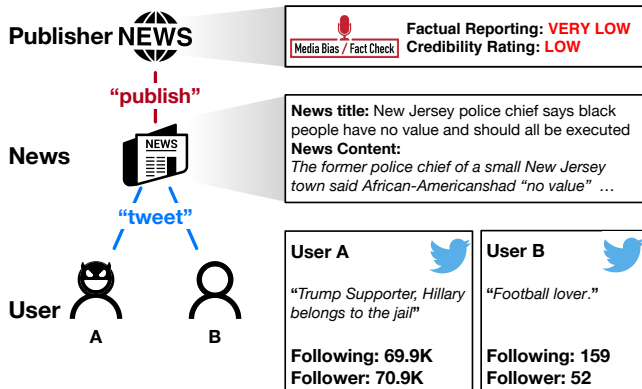 Publisher NEWS
Media Bias / Fact Check
Factual Reporting: VERY LOW
Credibility Rating: LOW
“publish”
News
NEWS
News title: New Jersey police chief says black
people have no value and should all be executed
News Content:
The former police chief of a small New Jersey
town said African-Americanshad “no value” …
“tweet”
User
A
B
User A
“Trump Supporter, Hillary
belongs to the jail”
Following: 69.9K
Follower: 70.9K
User B
“Football lover.”
Following: 159
Follower: 52